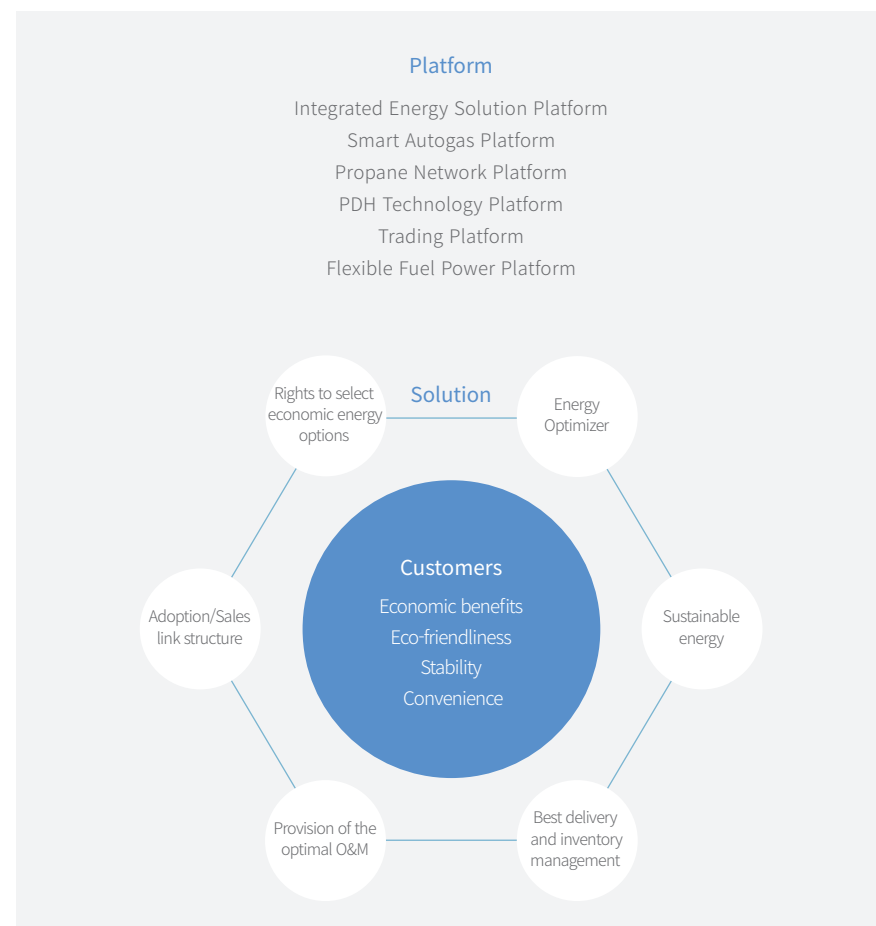 Platform
Integrated Energy Solution Platform
Smart Autogas Platform
Propane Network Platform
PDH Technology Platform
Trading Platform
Flexible Fuel Power Platform
Solution
Rights to select
economic energy
options
Energy
Optimizer
Customers
Economic benefits
Eco-friendliness
Stability
Convenience
Adoption/Sales
link structure
Sustainable
energy
Provision of the
optimal O&M
Best delivery
and inventory
management